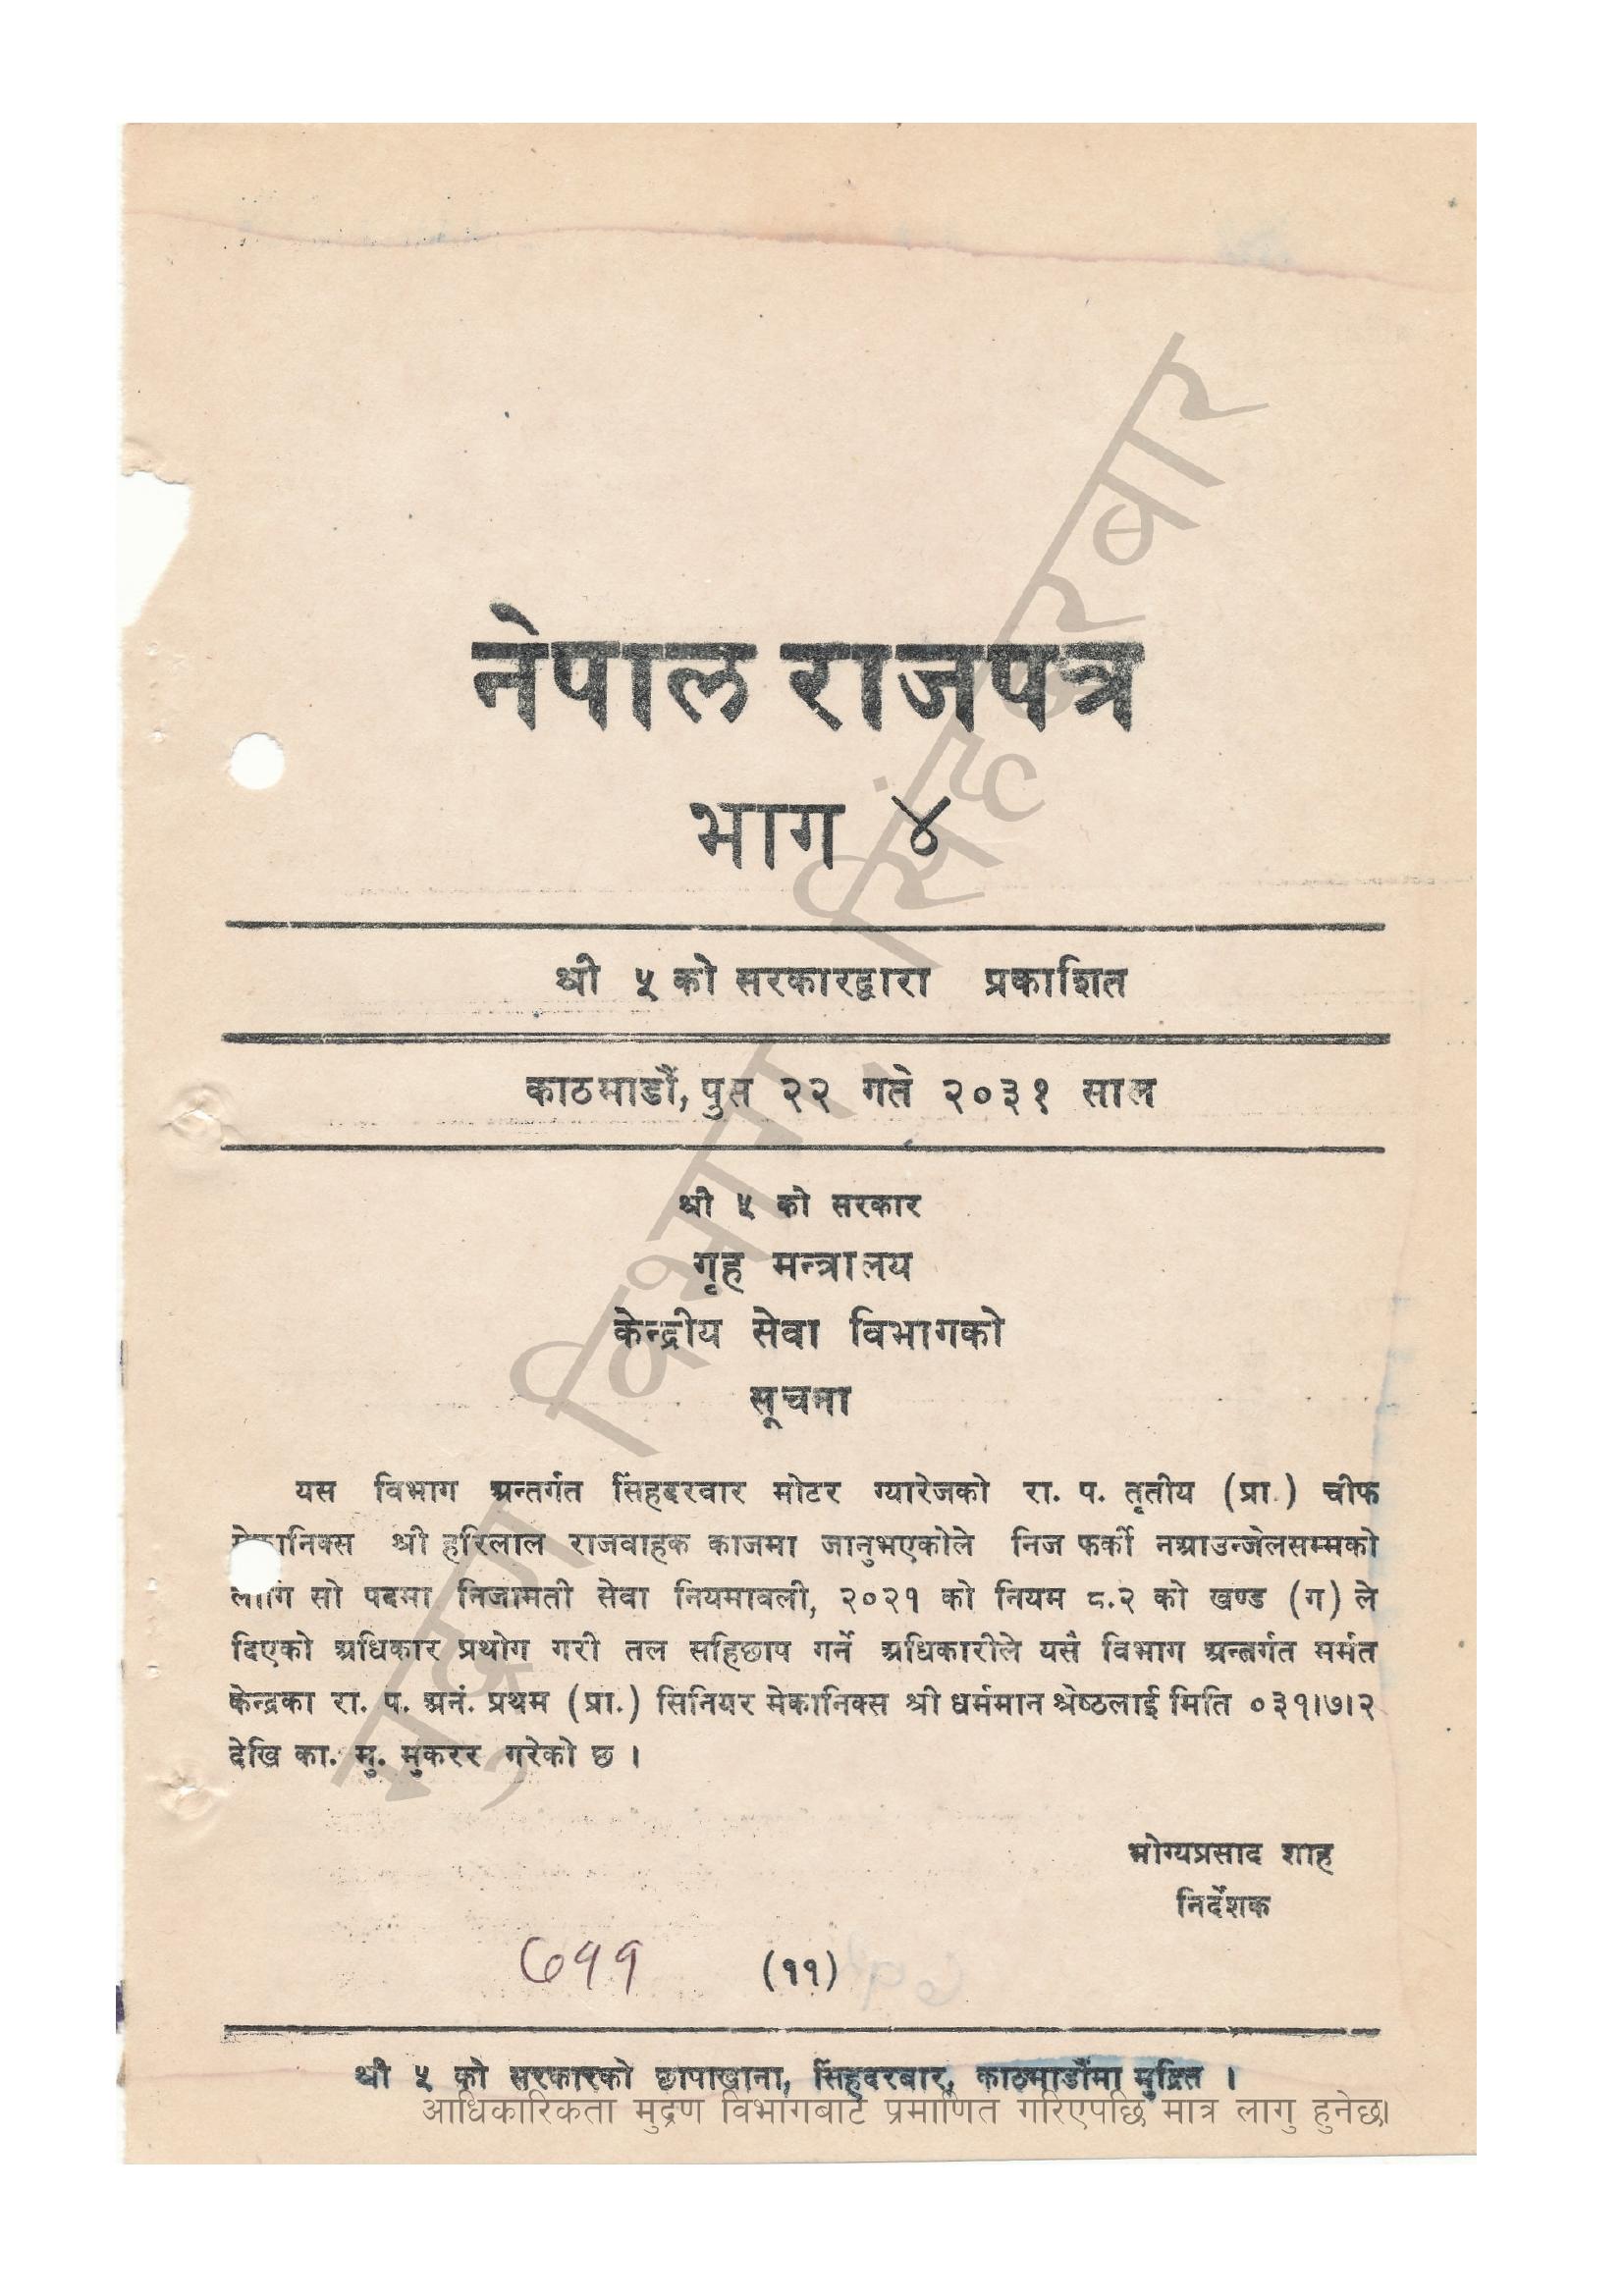 नेपाल राजपत्र
भाग ४
श्री ५ को सरकारद्वारा प्रकाशित
काठमाडौं, पुस २२ गते २०३१ साल
श्री ५ को सरकार
गृह मन्त्रालय
केन्द्रीय सेवा विभागको
सूचना
यस विभाग अन्तर्गत सिंहदरवार मोटर ग्यारेजको रा. प. तृतीय (प्रा.) चीफ
श्री हरिलाल राजवाहक काजमा जानुभएकोले निज फर्की नआउन्जेलसम्मको
सो पदमा निजामती सेवा नियमावली, २०२१ को नियम ८.२ को खण्ड (ग) ले
दिएको अधिकार प्रयोग गरी तल सहिछाप गर्ने अधिकारीले यसै विभाग अन्तर्गत मर्मत
केन्द्रका रा. प. अनं. प्रथम (प्रा.) सिनियर मेकानिक्स श्री धर्ममान श्रेष्ठलाई मिति ०३१।७।२
देखि का. मु. मुकरर गरेको छ ।
भोग्यप्रसाद शाह
निर्देशक
७११ (११)
श्री ५ को सरकारको छापाखाना, सिंहदरबार, काठमाडौंमा मुद्रित ।
आधिकारिकता मुद्रण विभागबाट प्रमाणित गरिएपछि मात्र लागु हुनेछ।
मुद्रण विभाग, सिंहदरबार